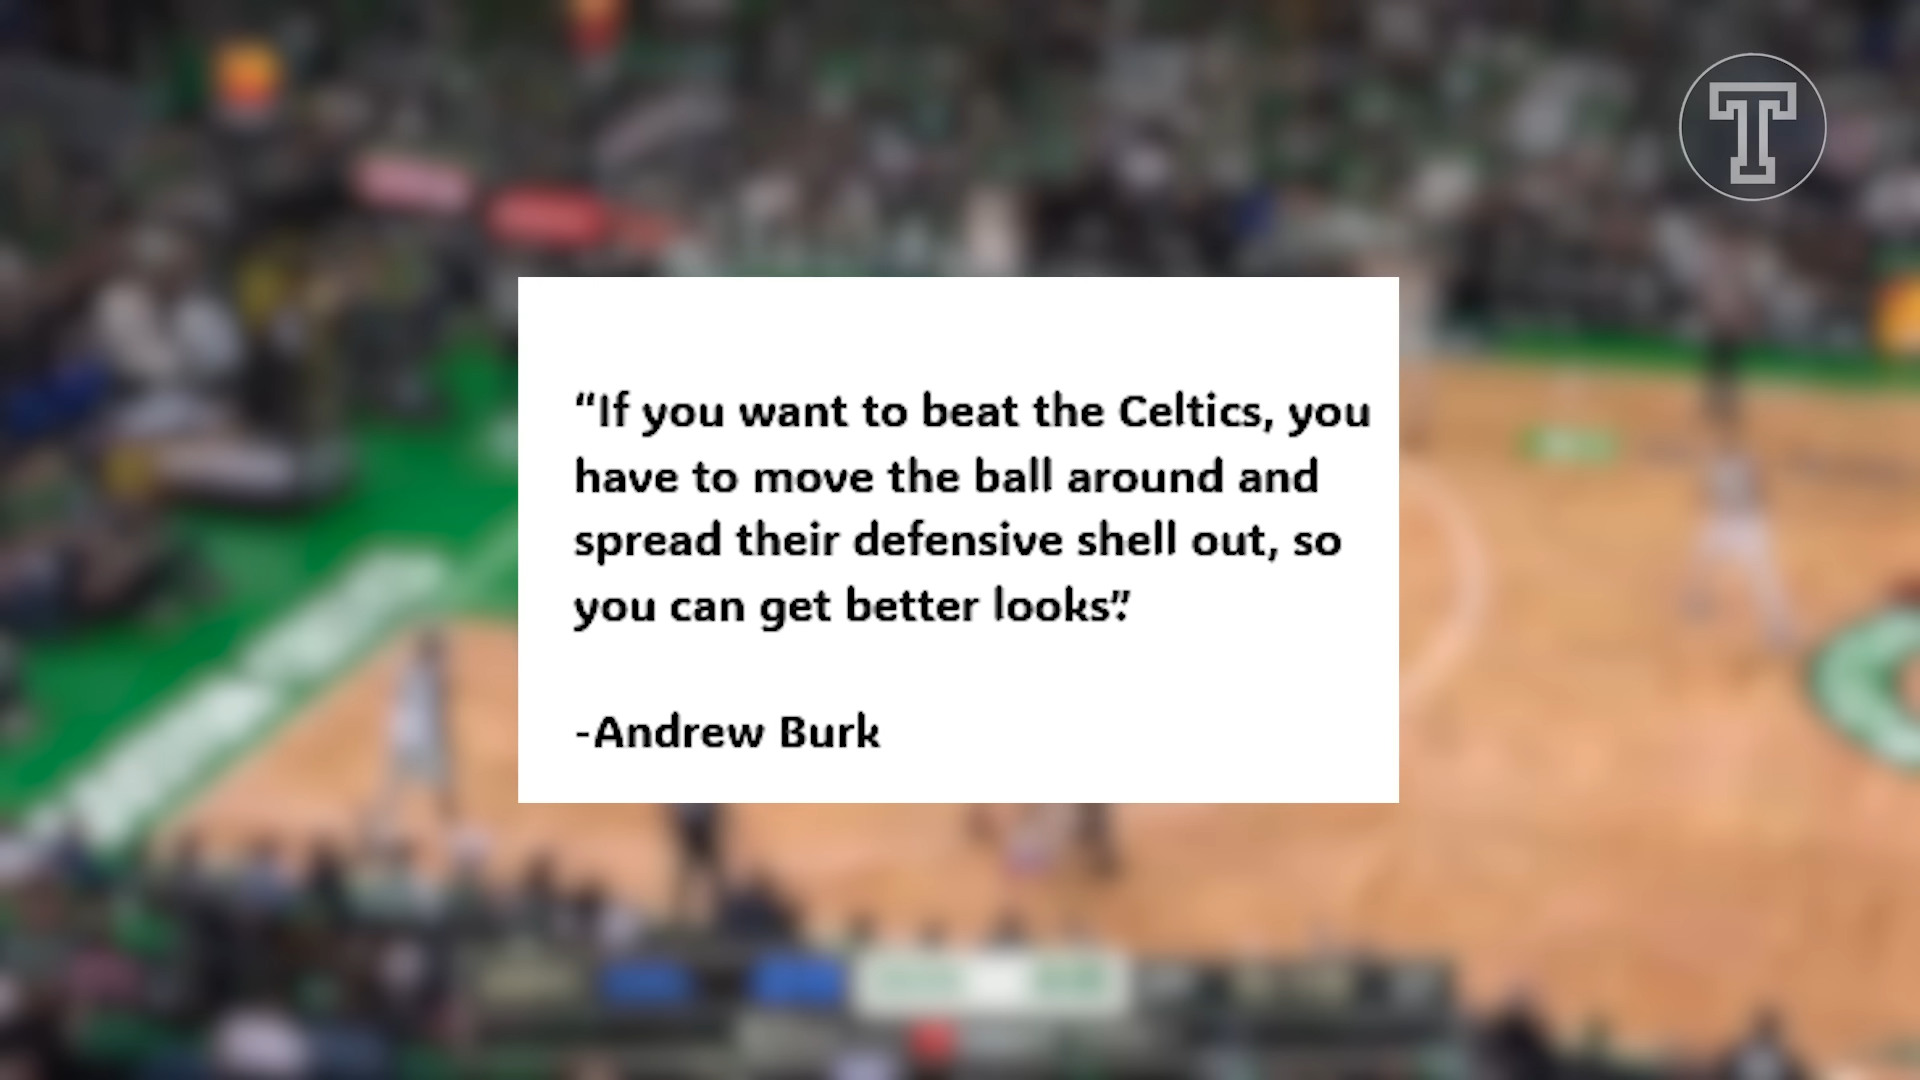 T
“If you want to beat the Celtics, you
have to move the ball around and
spread their defensive shell out, so
you can get better looks”.
-Andrew Burk